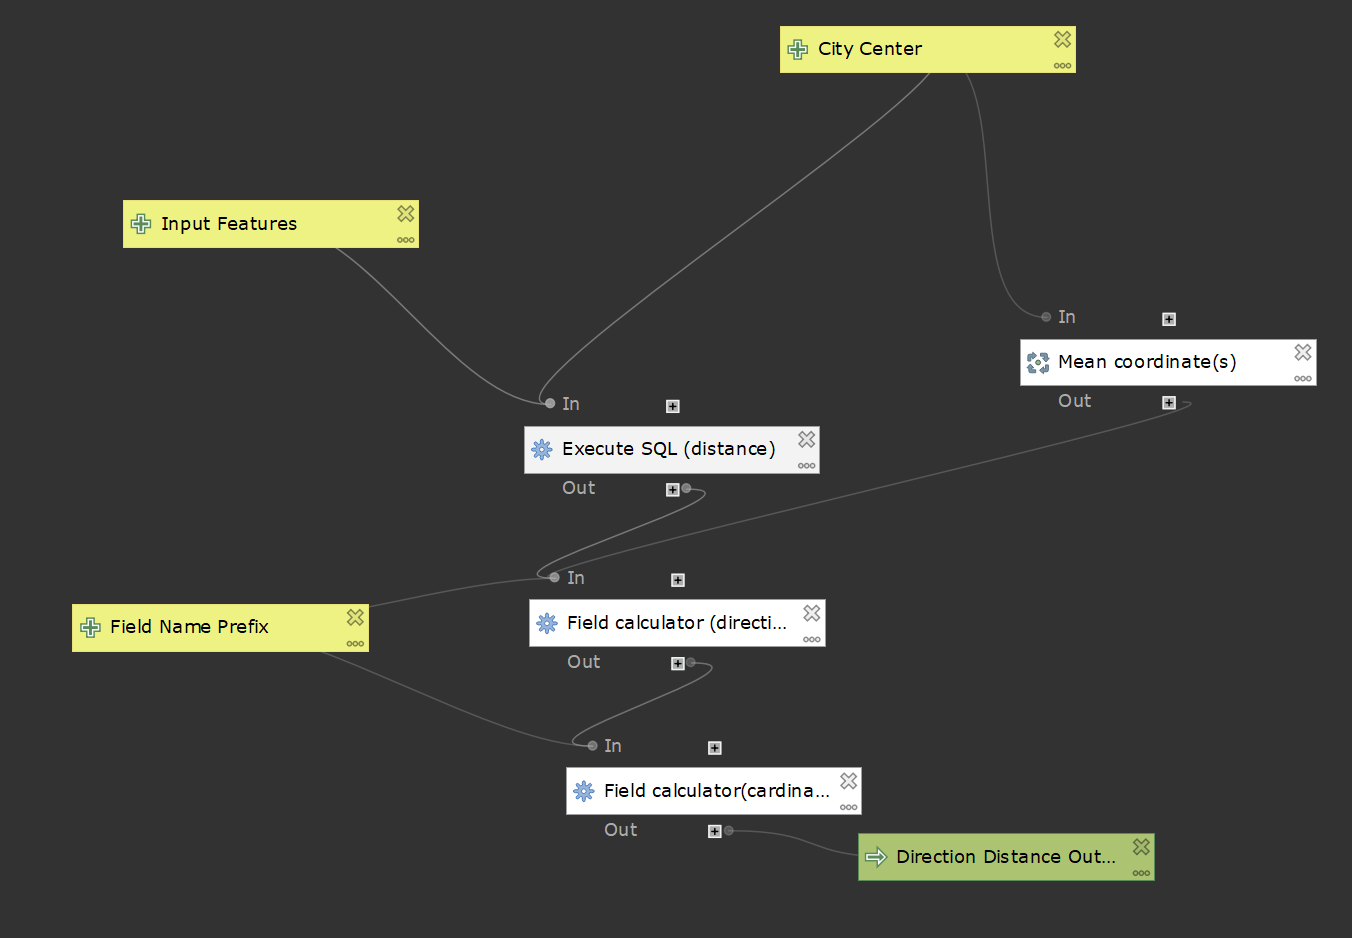 City Center
Input Features
In
Mean coordinate(s)
Out
In
Execute SQL (distance)
Out
In
Field Name Prefix
Field calculator (directi...
Out
In
Field calculator(cardina...
Out
Direction Distance Out...